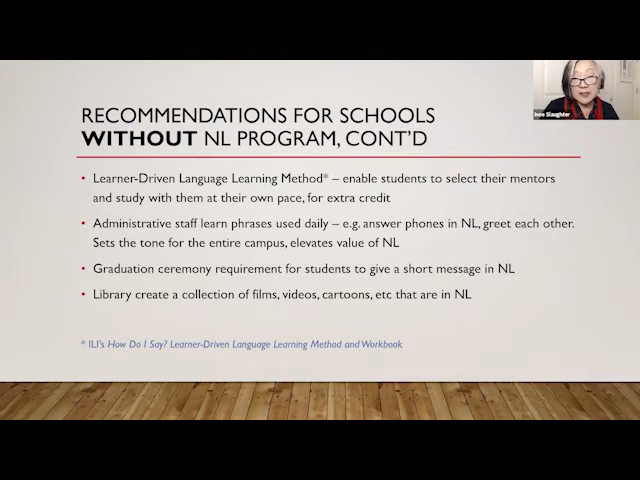 Inee Slaughter
RECOMMENDATIONS FOR SCHOOLS
WITHOUT NL PROGRAM, CONT'D
• Learner-Driven Language Learning Method* – enable students to select their mentors
and study with them at their own pace, for extra credit
• Administrative staff learn phrases used daily – e.g. answer phones in NL, greet each other.
Sets the tone for the entire campus, elevates value of NL
• Graduation ceremony requirement for students to give a short message in NL
• Library create a collection of films, videos, cartoons, etc that are in NL
* ILI's How Do I Say? Learner-Driven Language Learning Method and Workbook